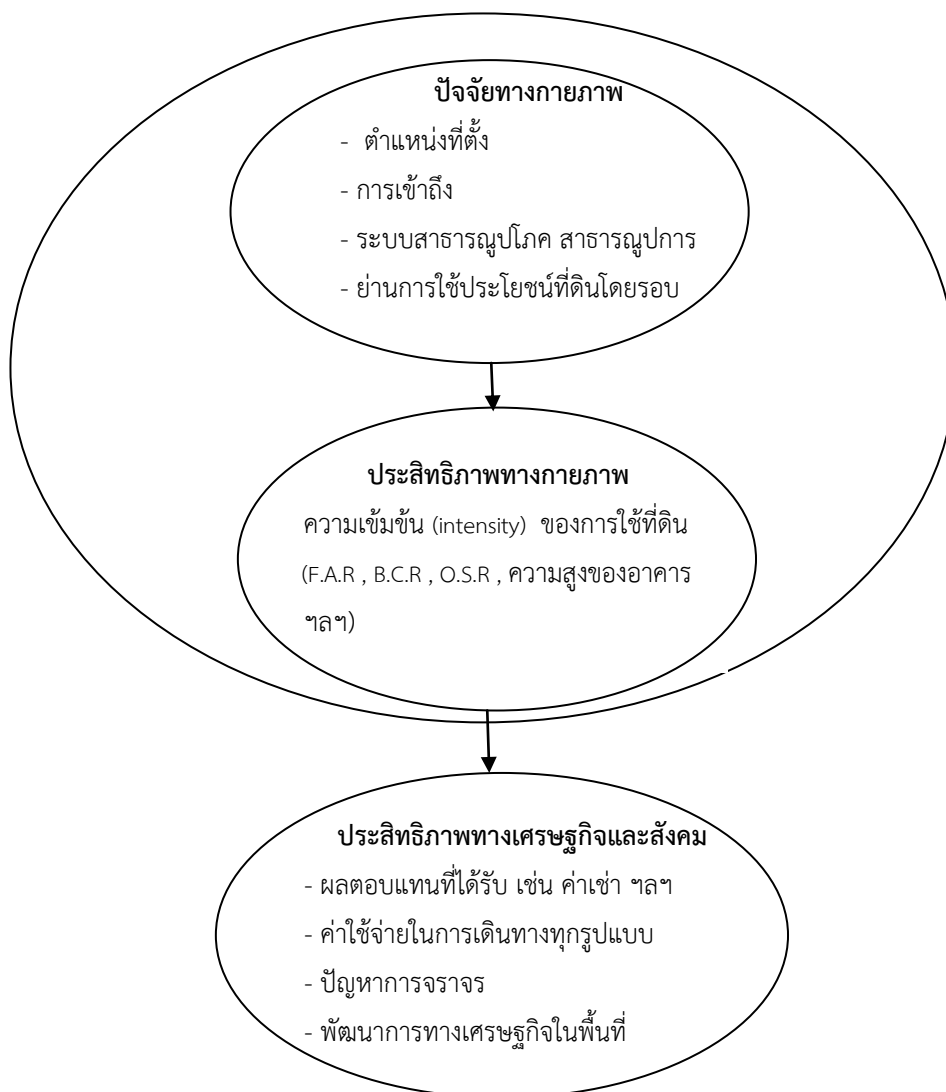 ปัจจัยทางกายภาพ
- ตำแหน่งที่ตั้ง
- การเข้าถึง
- ระบบสาธารณูปโภค สาธารณูปการ
- ย่านการใช้ประโยชน์ที่ดินโดยรอบ
ประสิทธิภาพทางกายภาพ
ความเข้มข้น (intensity) ของการใช้ที่ดิน
(F.A.R , B.C.R , O.S.R , ความสูงของอาคาร
ฯลฯ)
ประสิทธิภาพทางเศรษฐกิจและสังคม
- ผลตอบแทนที่ได้รับ เช่น ค่าเช่า ฯลฯ
- ค่าใช้จ่ายในการเดินทางทุกรูปแบบ
- ปัญหาการจราจร
- พัฒนาการทางเศรษฐกิจในพื้นที่